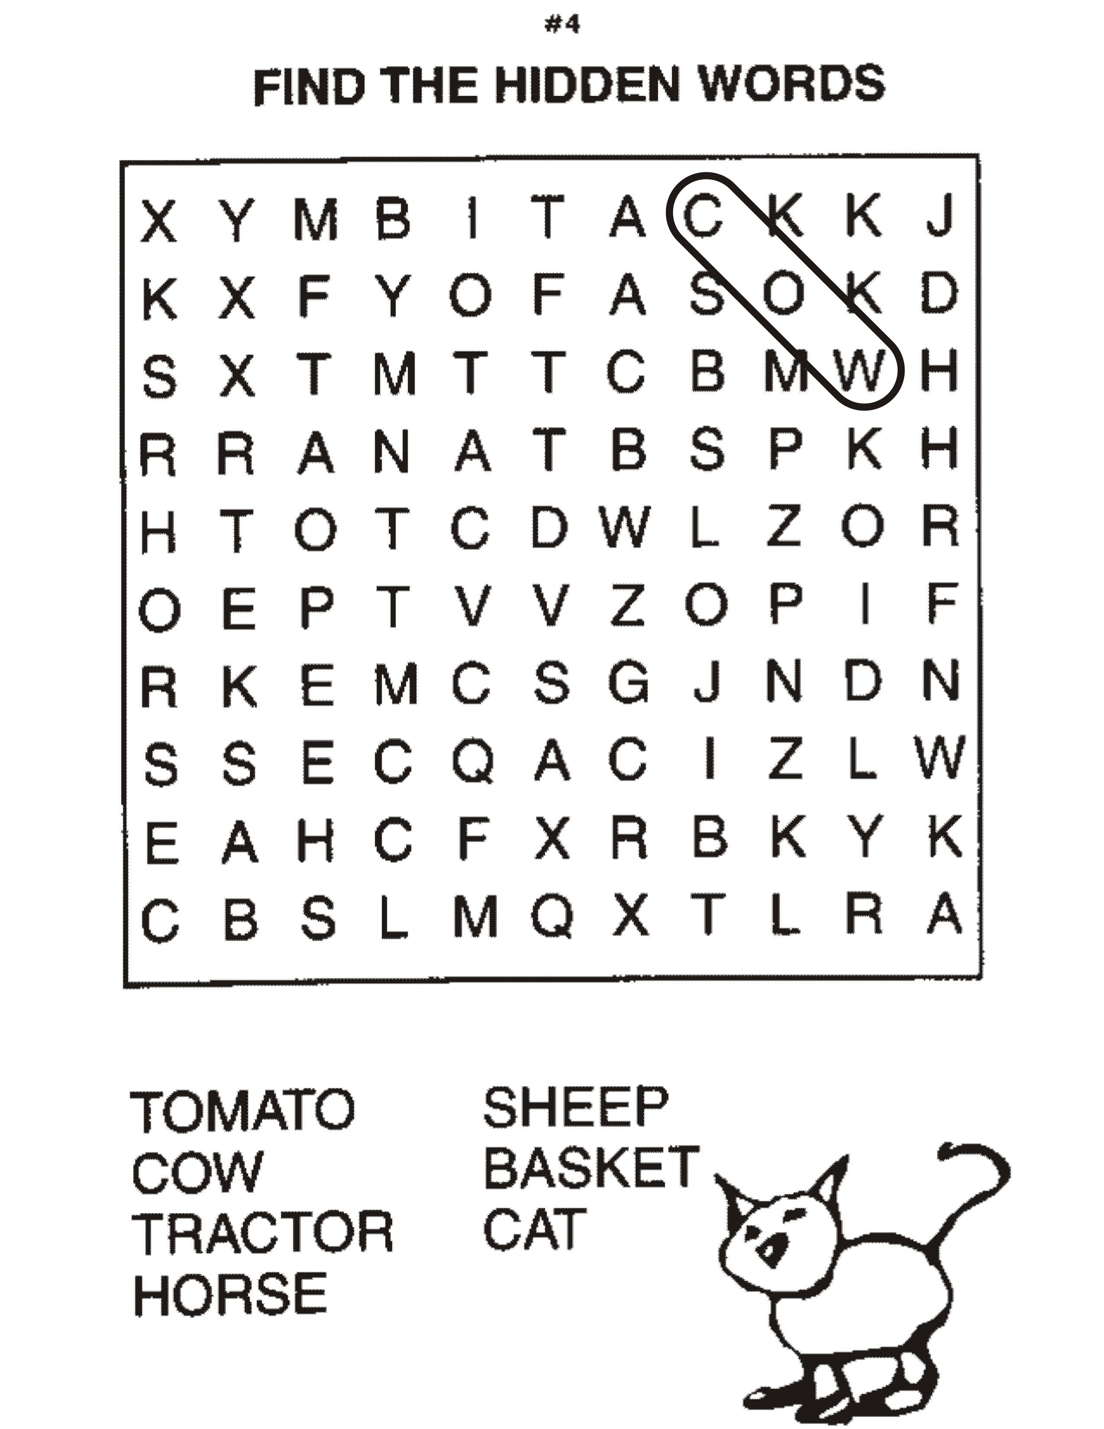 #4
FIND THE HIDDEN WORDS
X Y M B I T A C K K J
K X F Y O F A S O K D
S X T M T T C B M W H
R R A N A T B S P K H
H T O T C D W L Z O R
O E P T V V Z O P I F
R K E M C S G J N D N
S S E C Q A C I Z L W
E A H C F X R B K Y K
C B S L M Q X T L R A
TOMATO SHEEP
COW BASKET
TRACTOR CAT
HORSE